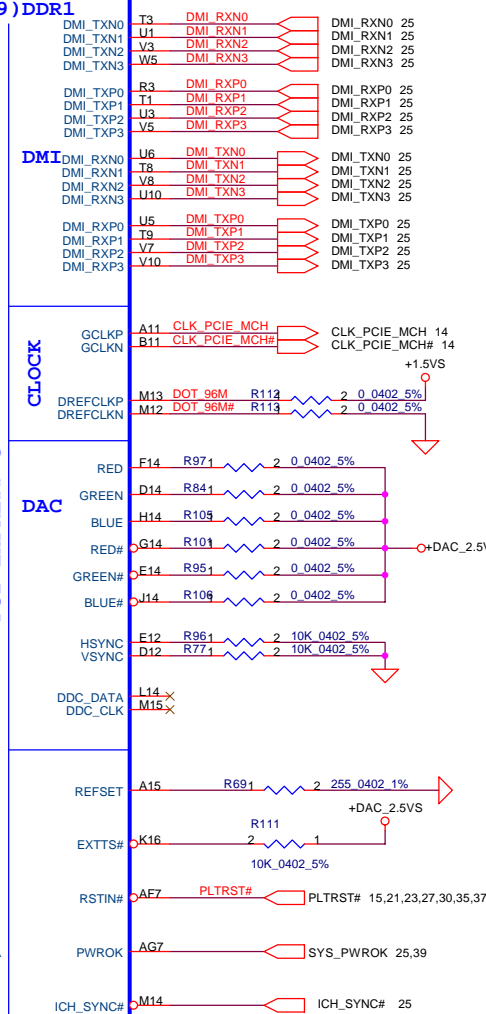 9)DDR1
DMI_TXN0 T3 DMI_RXN0 DMI_RXN0 25
DMI_TXN1 U1 DMI_RXN1 DMI_RXN1 25
DMI_TXN2 V3 DMI_RXN2 DMI_RXN2 25
DMI_TXN3 W5 DMI_RXN3 DMI_RXN3 25
DMI_TXP0 R3 DMI_RXP0 DMI_RXP0 25
DMI_TXP1 T1 DMI_RXP1 DMI_RXP1 25
DMI_TXP2 U3 DMI_RXP2 DMI_RXP2 25
DMI_TXP3 V5 DMI_RXP3 DMI_RXP3 25
DMI
DMI_RXN0 U6 DMI_TXN0 DMI_TXN0 25
DMI_RXN1 T8 DMI_TXN1 DMI_TXN1 25
DMI_RXN2 V8 DMI_TXN2 DMI_TXN2 25
DMI_RXN3 U10 DMI_TXN3 DMI_TXN3 25
DMI_RXP0 U5 DMI_TXP0 DMI_TXP0 25
DMI_RXP1 T9 DMI_TXP1 DMI_TXP1 25
DMI_RXP2 V7 DMI_TXP2 DMI_TXP2 25
DMI_RXP3 V10 DMI_TXP3 DMI_TXP3 25
CLOCK
GCLKP A11 CLK_PCIE_MCH CLK_PCIE_MCH 14
GCLKN B11 CLK_PCIE_MCH# CLK_PCIE_MCH# 14
+1.5VS
DREFCLKP M13 DOT_96M R112 1 2 0_0402_5%
DREFCLKN M12 DOT_96M# R113 1 2 0_0402_5%
DAC
RED F14 R97 1 2 0_0402_5%
GREEN D14 R84 1 2 0_0402_5%
BLUE H14 R105 1 2 0_0402_5%
RED# G14 R101 1 2 0_0402_5% +DAC_2.5V
GREEN# E14 R95 1 2 0_0402_5%
BLUE# J14 R106 1 2 0_0402_5%
HSYNC E12 R96 1 2 10K_0402_5%
VSYNC D12 R77 1 2 10K_0402_5%
DDC_DATA L14
DDC_CLK M15
REFSET A15 R69 1 2 255_0402_1%
+DAC_2.5VS
EXTTS# K16 R111 2 1
10K_0402_5%
RSTIN# AF7 PLTRST# PLTRST# 15,21,23,27,30,35,37
PWROK AG7 SYS_PWROK 25,39
ICH_SYNC# M14 ICH_SYNC# 25